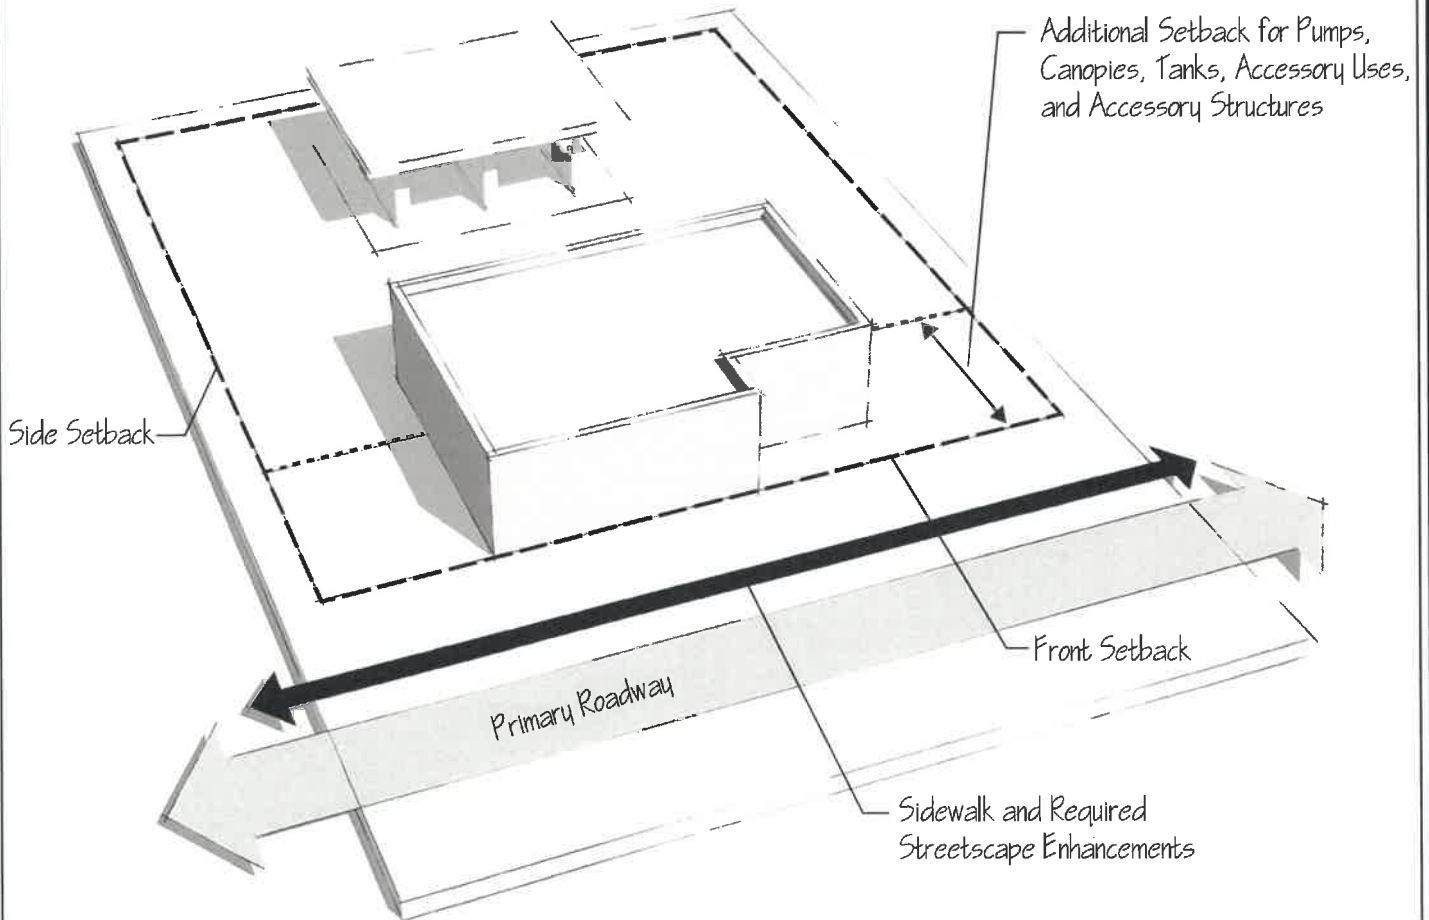 Additional Setback for Pumps,
Canopies, Tanks, Accessory Uses,
and Accessory Structures
Side Setback
Front Setback
Primary Roadway
Sidewalk and Required
Streetscape Enhancements